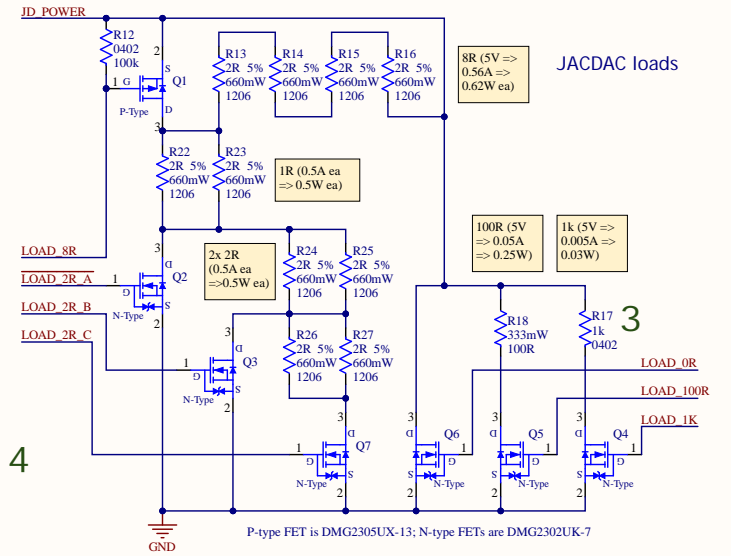 JD_POWER
R12
0402
100k
2
S
G
1
Q1
P-Type
D
3
R13
2R 5%
660mW
1206
R14
2R 5%
660mW
1206
R15
2R 5%
660mW
1206
R16
2R 5%
660mW
1206
8R (5V =>
0.56A =>
0.62W ea)
JACDAC loads
R22
2R 5%
660mW
1206
R23
2R 5%
660mW
1206
1R (0.5A ea
=> 0.5W ea)
LOAD_8R
LOAD_2R_A
LOAD_2R_B
LOAD_2R_C
3
D
1
G
Q2
S
N-Type
2
2x 2R
(0.5A ea
=>0.5W ea)
R24
2R 5%
660mW
1206
R25
2R 5%
660mW
1206
100R (5V
=> 0.05A
=> 0.25W)
1k (5V =>
0.005A =>
0.03W)
3
D
1
G
Q3
S
N-Type
2
R26
2R 5%
660mW
1206
R27
2R 5%
660mW
1206
R18
333mW
100R
R17
1k
0402
3
LOAD_0R
LOAD_100R
LOAD_1K
3
D
1
G
Q7
S
N-Type
2
3
D
Q6
1
G
S
N-Type
2
3
D
Q5
1
G
S
N-Type
2
3
D
Q4
1
G
S
N-Type
2
4
GND
P-type FET is DMG2305UX-13; N-type FETs are DMG2302UK-7